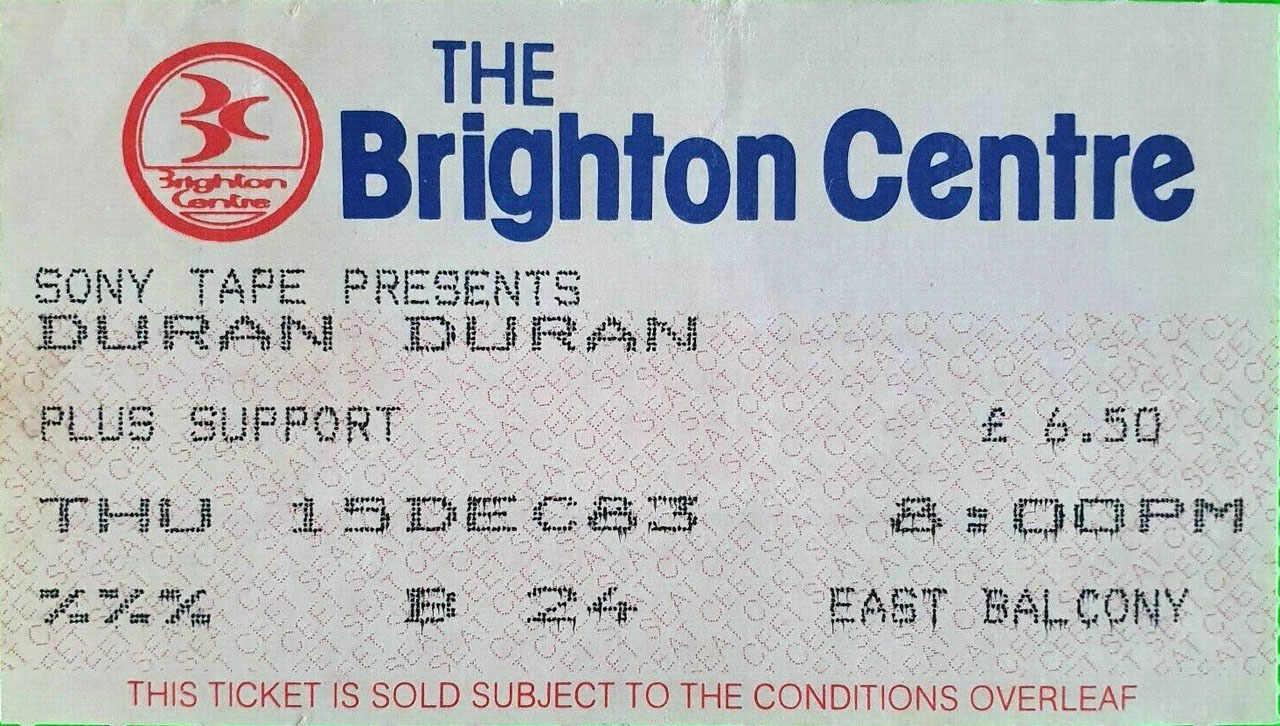 THE
Brighton Centre
Brighton
Centre
SONY TAPE PRESENTS
DURAN DURAN
PLUS SUPPORT £ 6.50
THU 15DEC83 8:00PM
%%% B 24 EAST BALCONY
THIS TICKET IS SOLD SUBJECT TO THE CONDITIONS OVERLEAF